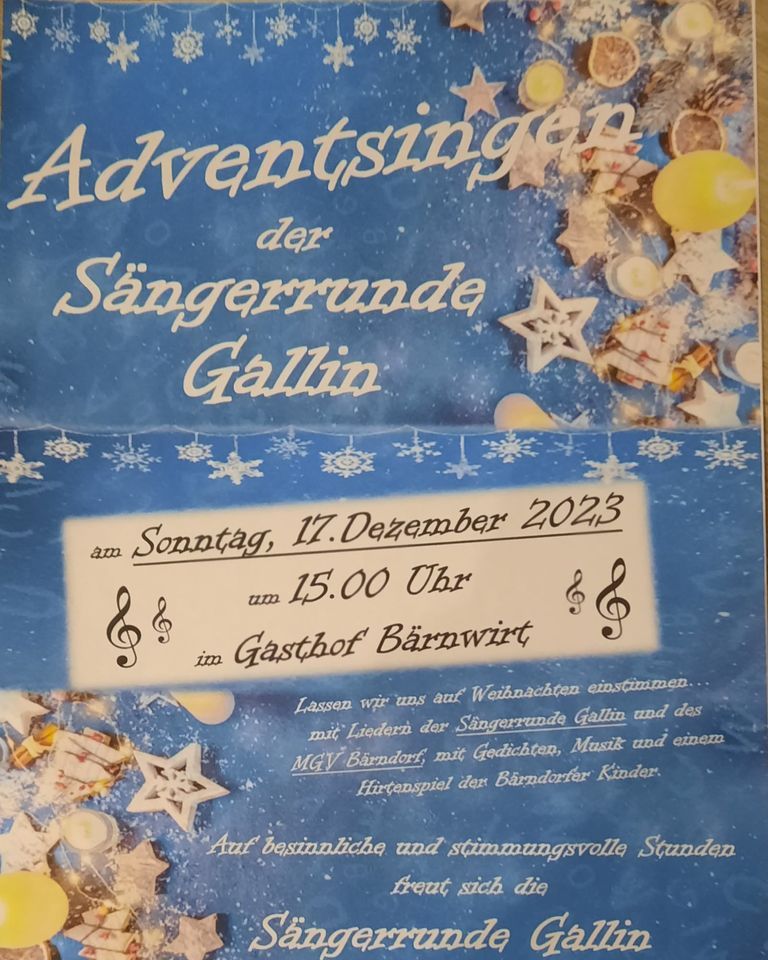 Adventsingen
der
Sängerrunde
Gallin
am Sonntag, 17.Dezember 2023
um 15.00 Uhr
im Gasthof Bärnwirt
Lassen wir uns auf Weihnachten einstimmen...
mit Liedern der Sängerrunde Gallin und des
MGV Bärndorf, mit Gedichten, Musik und einem
Hirtenspiel der Bärndorfer Kinder.
Auf besinnliche und stimmungsvolle Stunden
freut sich die
Sängerrunde Gallin